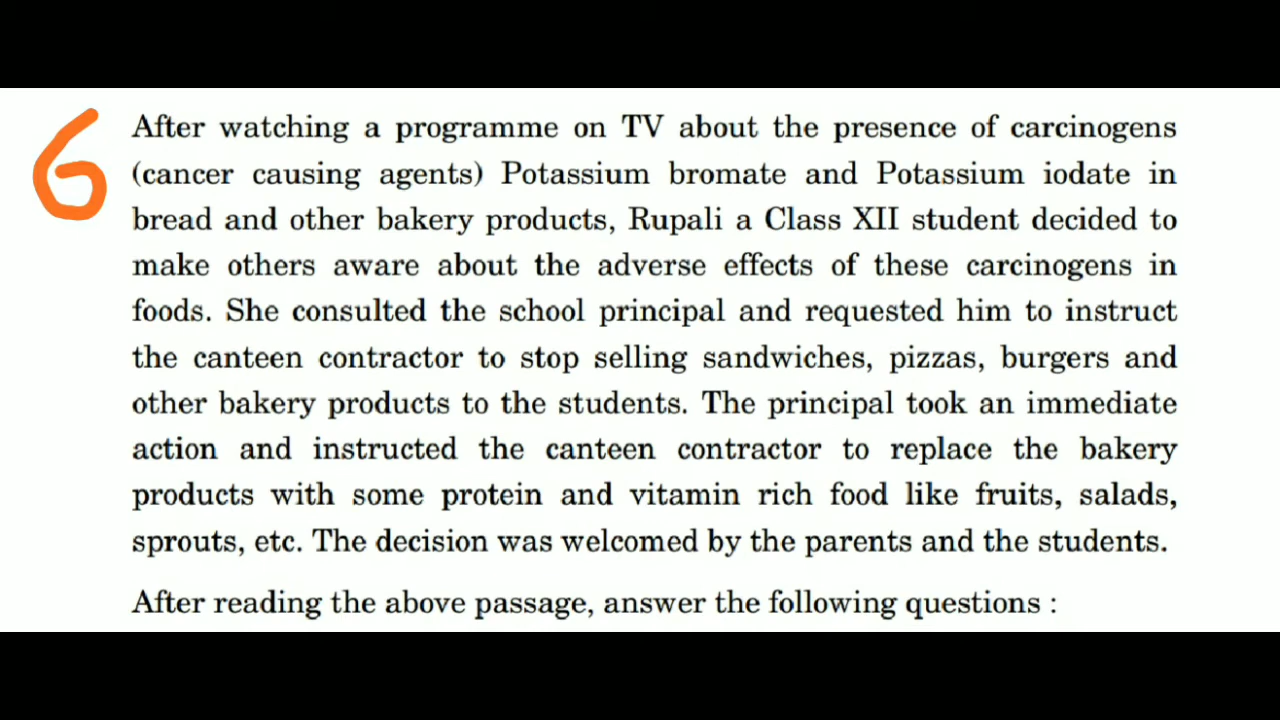 6
After watching a programme on TV about the presence of carcinogens
(cancer causing agents) Potassium bromate and Potassium iodate in
bread and other bakery products, Rupali a Class XII student decided to
make others aware about the adverse effects of these carcinogens in
foods. She consulted the school principal and requested him to instruct
the canteen contractor to stop selling sandwiches, pizzas, burgers and
other bakery products to the students. The principal took an immediate
action and instructed the canteen contractor to replace the bakery
products with some protein and vitamin rich food like fruits, salads,
sprouts, etc. The decision was welcomed by the parents and the students.
After reading the above passage, answer the following questions :